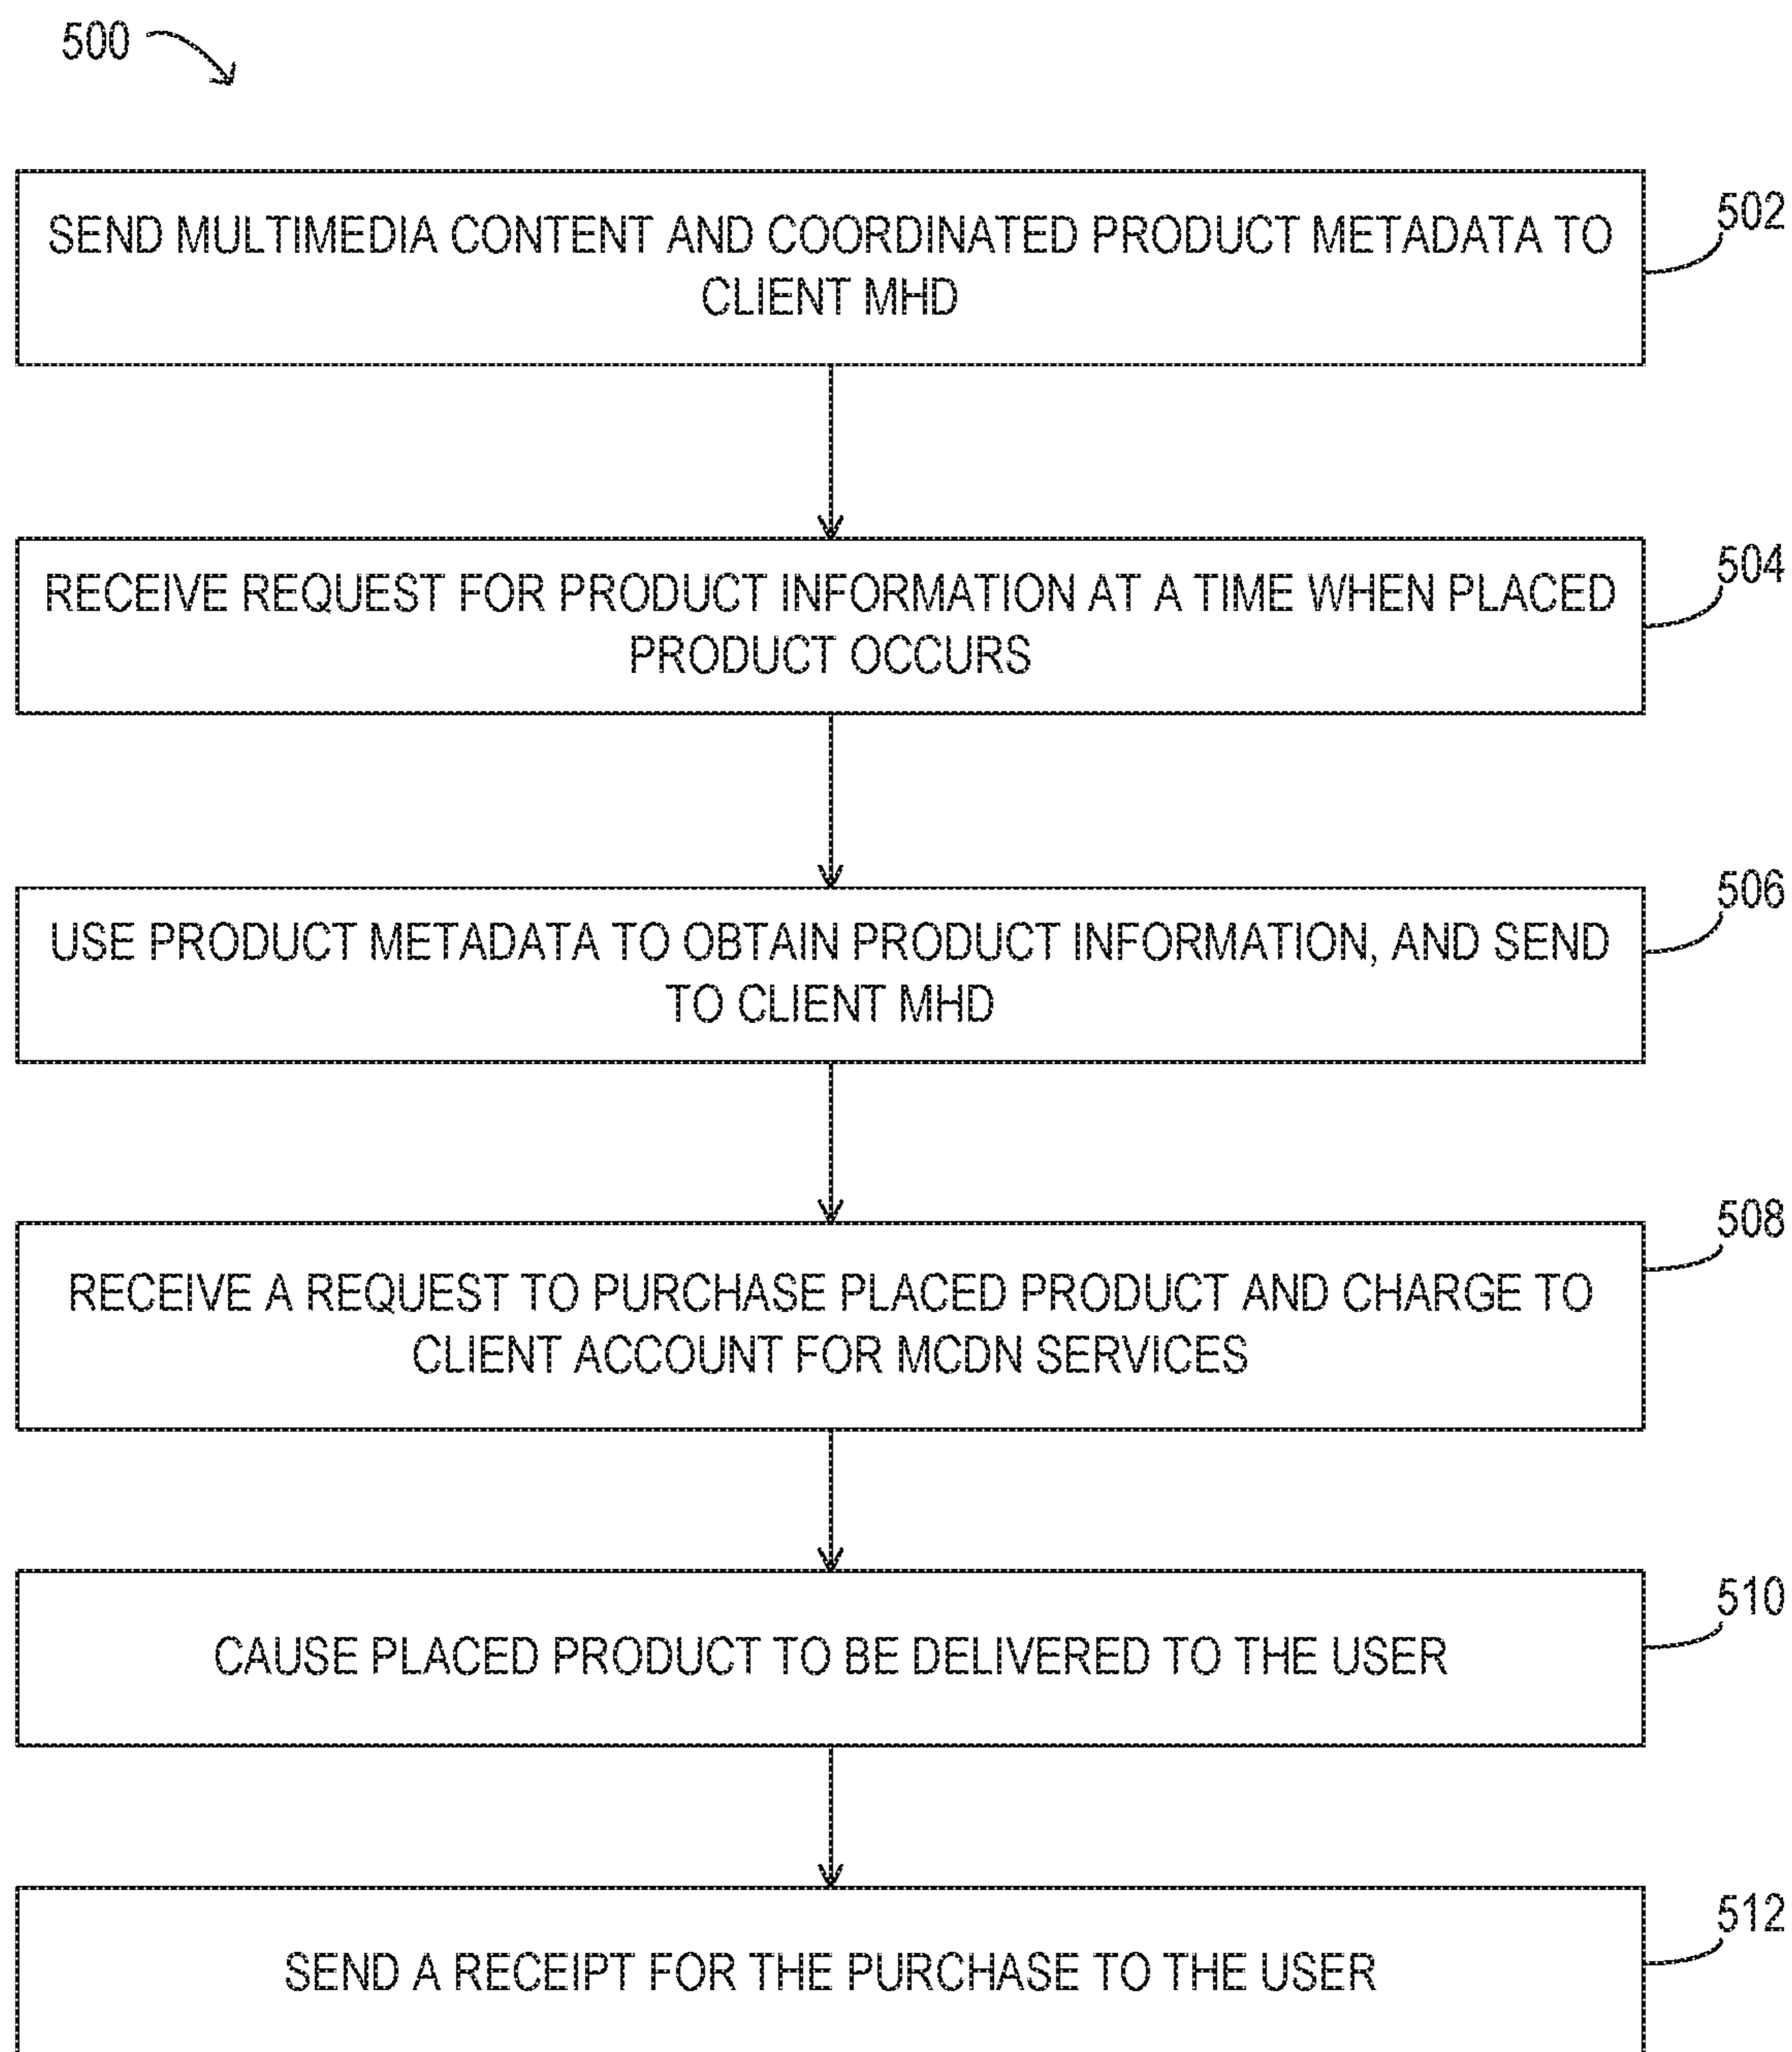 500
SEND MULTIMEDIA CONTENT AND COORDINATED PRODUCT METADATA TO
CLIENT MHD
502
RECEIVE REQUEST FOR PRODUCT INFORMATION AT A TIME WHEN PLACED
PRODUCT OCCURS
504
USE PRODUCT METADATA TO OBTAIN PRODUCT INFORMATION, AND SEND
TO CLIENT MHD
506
RECEIVE A REQUEST TO PURCHASE PLACED PRODUCT AND CHARGE TO
CLIENT ACCOUNT FOR MCDN SERVICES
508
CAUSE PLACED PRODUCT TO BE DELIVERED TO THE USER
510
SEND A RECEIPT FOR THE PURCHASE TO THE USER
512